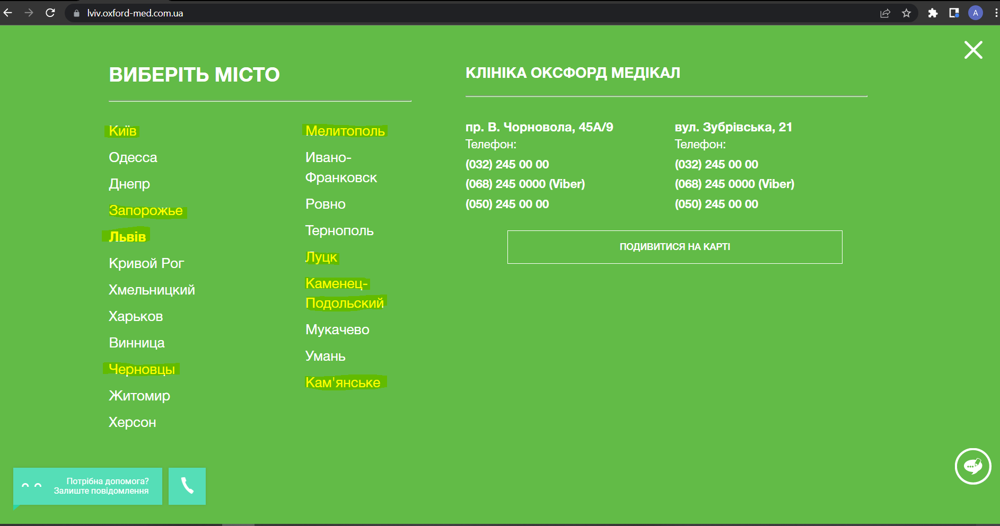 lviv.oxford-med.com.ua
A
ВИБЕРІТЬ МІСТО
Київ
Одесса
Днепр
Запорожье
Львів
Кривой Рог
Хмельницкий
Харьков
Винница
Черновцы
Житомир
Херсон
Мелитополь
Ивано-
Франковск
Ровно
Тернополь
Луцк
Каменец-
Подольский
Мукачево
Умань
Кам'янське
КЛІНІКА ОКСФОРД МЕДІКАЛ
пр. В. Чорновола, 45А/9
Телефон:
(032) 245 00 00
(068) 245 0000 (Viber)
(050) 245 00 00
вул. Зубрівська, 21
Телефон:
(032) 245 00 00
(068) 245 0000 (Viber)
(050) 245 00 00
ПОДИВИТИСЯ НА КАРТІ
Потрібна допомога?
Залиште повідомлення